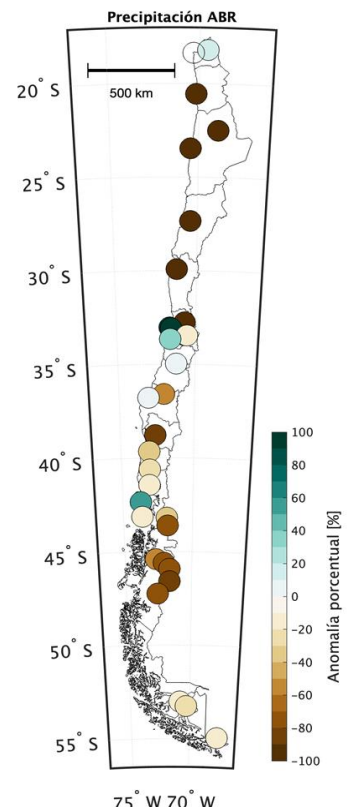 Precipitación ABR
500 km
20° S
25° S
30° S
35° S
40° S
45° S
50° S
55° S
75° W 70° W
100
80
60
40
20
0
−20
−40
−60
−80
−100
Anomalía porcentual [%]